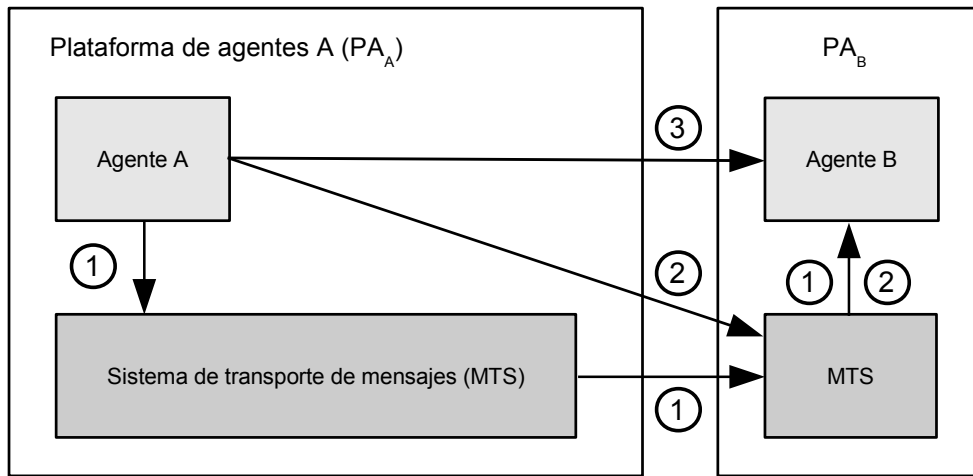 Plataforma de agentes A (PA_A)
PA_B
Agente A
3
Agente B
1
2
1
2
Sistema de transporte de mensajes (MTS)
MTS
1